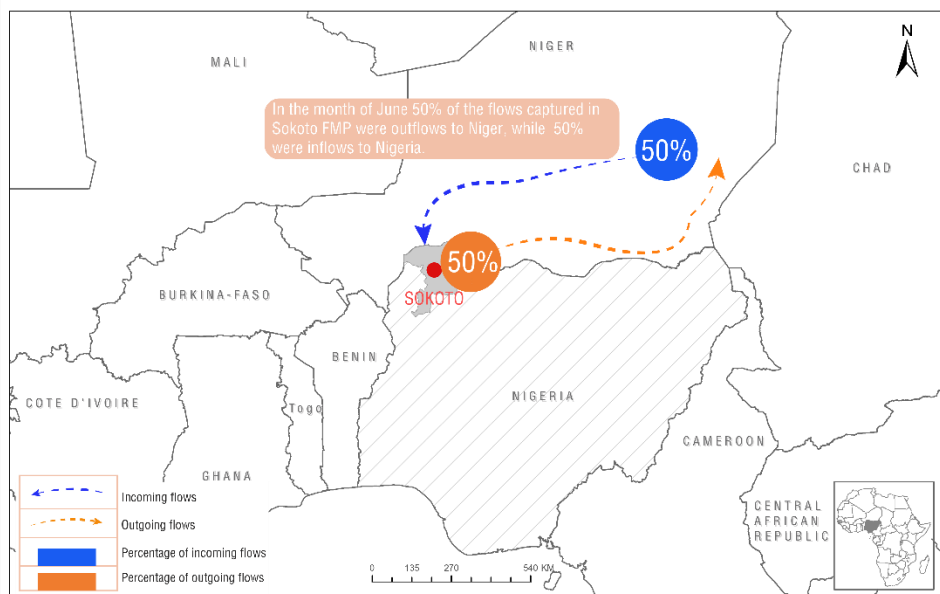 N
NIGER
MALI
In the month of June 50% of the flows captured in
Sokoto FMP were outflows to Niger, while 50%
were inflows to Nigeria.
50%
CHAD
50%
SOKOTO
BURKINA-FASO
BENIN
NIGERIA
COTE D'IVOIRE
Togo
CAMEROON
GHANA
CENTRAL
AFRICAN
REPUBLIC
Incoming flows
Outgoing flows
Percentage of incoming flows
Percentage of outgoing flows
0 135 270 540 KM